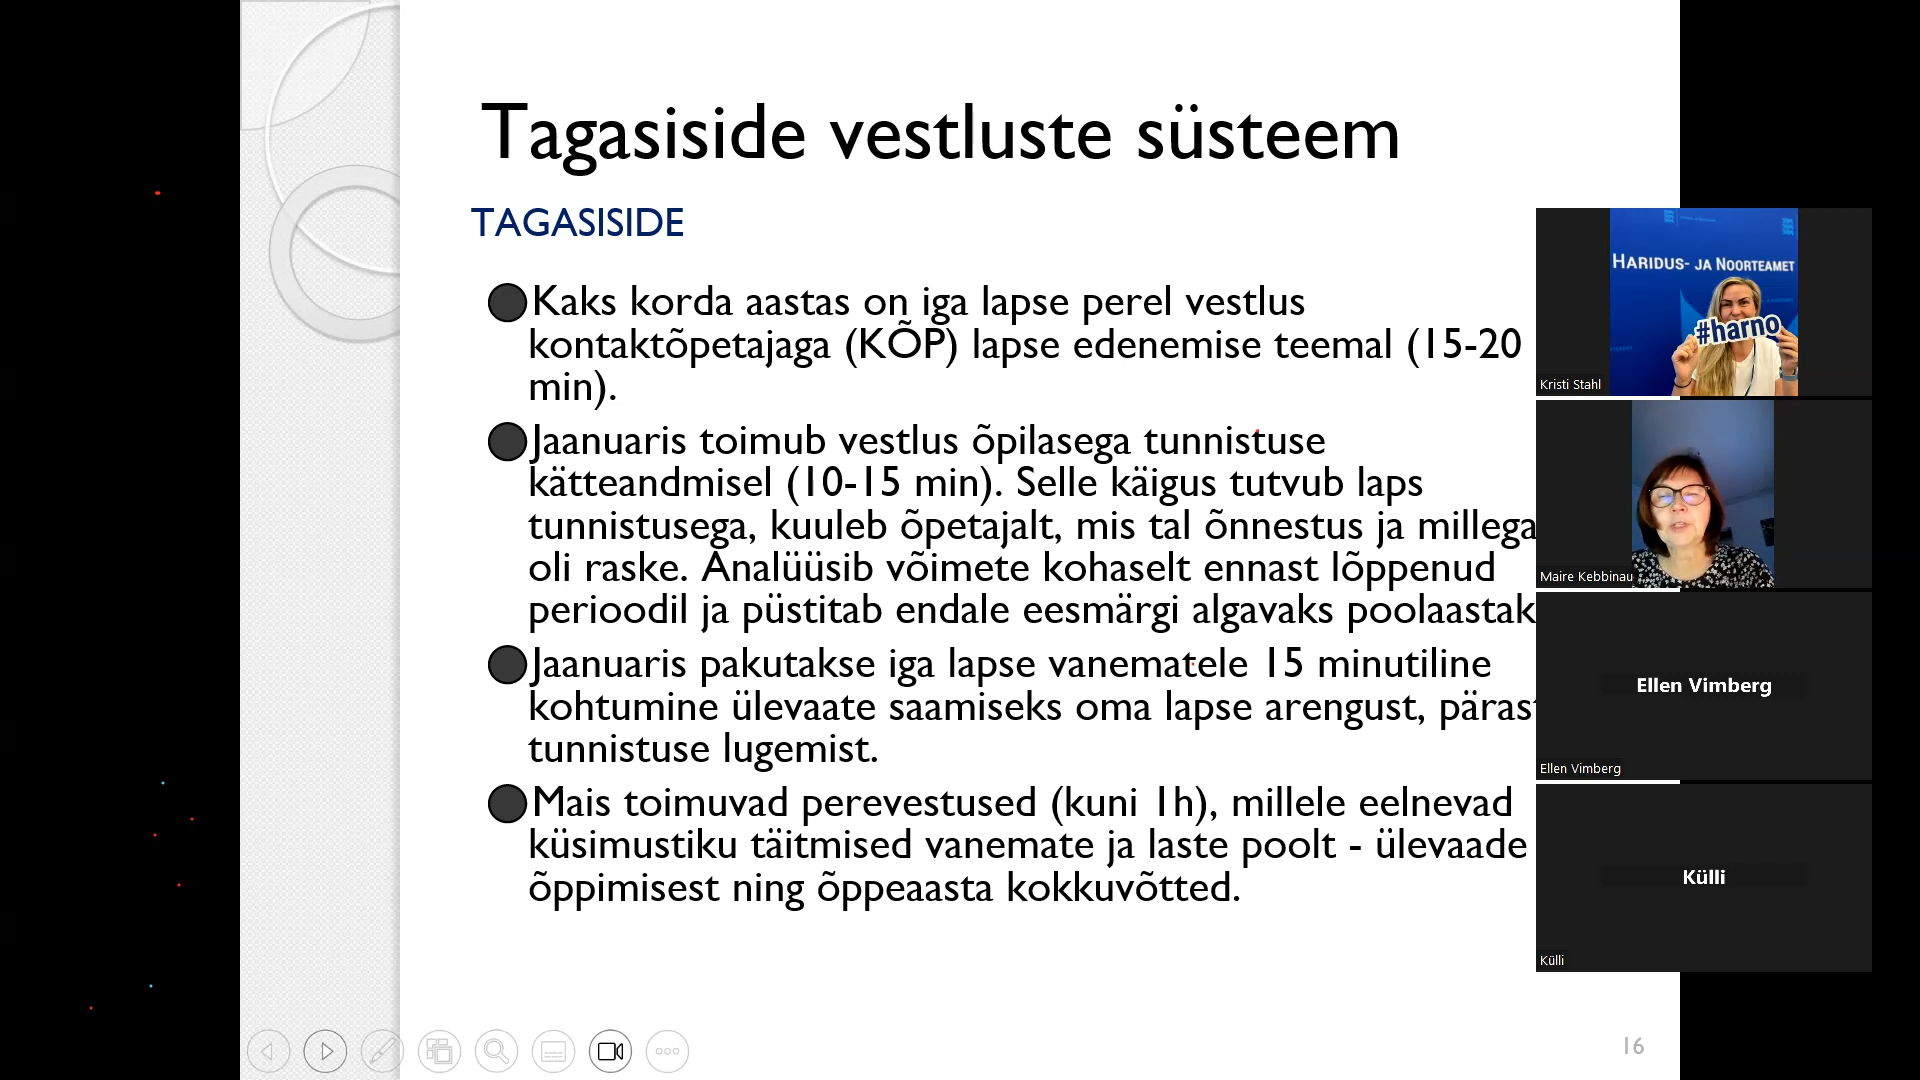 Tagasiside vestluste süsteem
TAGASISIDE
Kaks korda aastas on iga lapse perel vestlus
kontaktõpetajaga (KÕP) lapse edenemise teemal (15-20
min).
Jaanuaris toimub vestlus õpilasega tunnistuse
kätteandmisel (10-15 min). Selle käigus tutvub laps
tunnistusega, kuuleb õpetajalt, mis tal õnnestus ja millega
oli raske. Analüüsib võimete kohaselt ennast lõppenud
perioodil ja püstitab endale eesmärgi algavaks poolaastak
Jaanuaris pakutakse iga lapse vanematele 15 minutiline
kohtumine ülevaate saamiseks oma lapse arengust, pärast
tunnistuse lugemist.
Mais toimuvad perevestused (kuni 1h), millele eelnevad
küsimustiku täitmised vanemate ja laste poolt - ülevaade
õppimisest ning õppeaasta kokkuvõtted.
16
HARIDUS- JA NOORTEAMET
#harno
Kristi Stahl
Maire Kebbinau
Ellen Vimberg
Ellen Vimberg
Külli
Külli